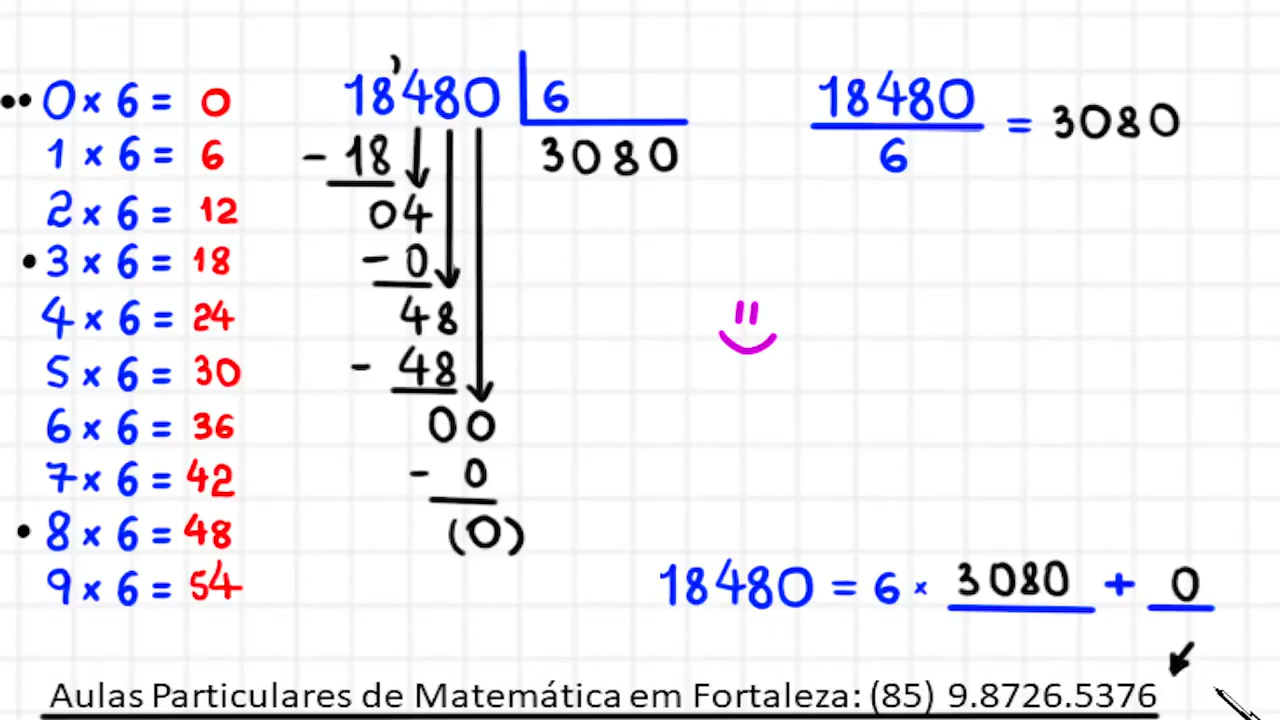 0 × 6 = 0
1 × 6 = 6
2 × 6 = 12
3 × 6 = 18
4 × 6 = 24
5 × 6 = 30
6 × 6 = 36
7 × 6 = 42
8 × 6 = 48
9 × 6 = 54
18'480 6
- 18 3080
04
- 0
48
- 48
00
- 0
(0)
18480
6
= 3080
18480 = 6 × 3080 + 0
Aulas Particulares de Matemática em Fortaleza: (85) 9.8726.5376